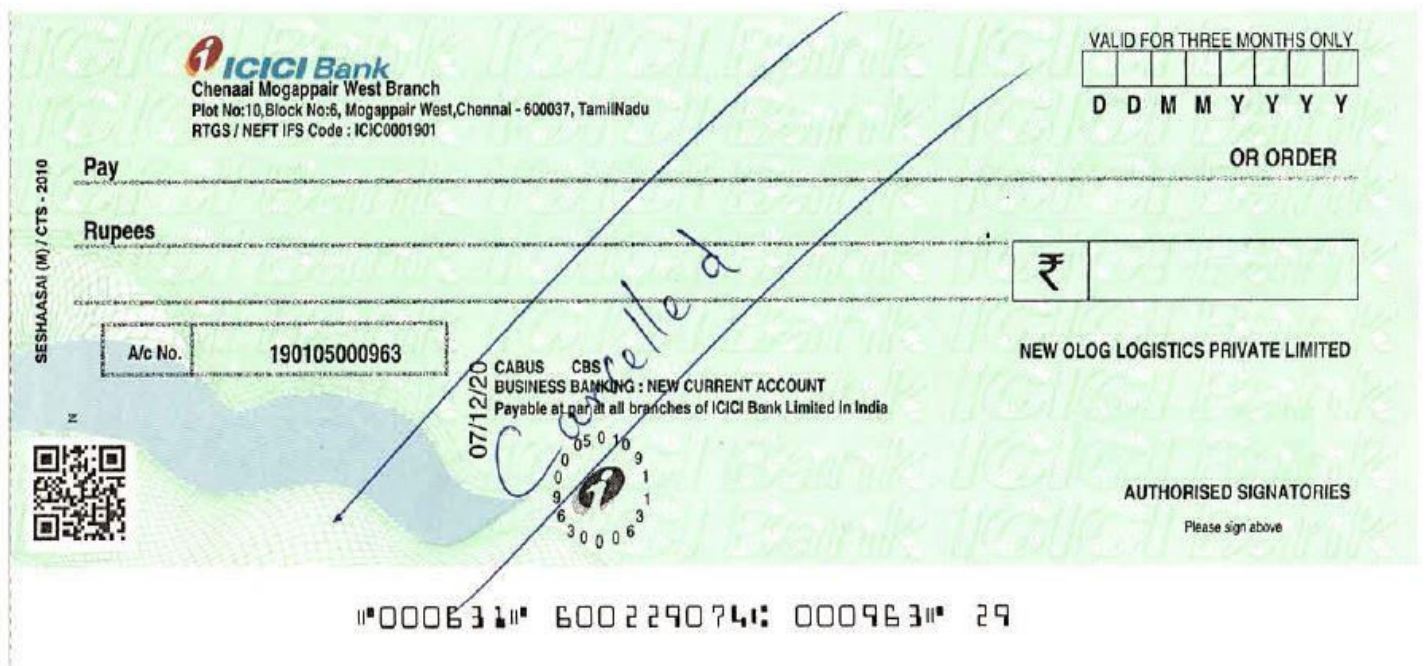 ICICI Bank
Chenaai Mogappair West Branch
Plot No:10,Block No:6, Mogappair West,Chennai - 600037, TamilNadu
RTGS / NEFT IFS Code : ICIC0001901
VALID FOR THREE MONTHS ONLY
D D M M Y Y Y Y
Pay
OR ORDER
Rupees
₹
SESHAASAI (M) / CTS - 2010
A/c No. 190105000963
NEW OLOG LOGISTICS PRIVATE LIMITED
07/12/20
CABUS CBS
BUSINESS BANKING : NEW CURRENT ACCOUNT
Payable at par at all branches of ICICI Bank Limited in India
Cancelled
N
AUTHORISED SIGNATORIES
Please sign above
⑈000631⑈ 600229074⑆ 000963⑈ 29